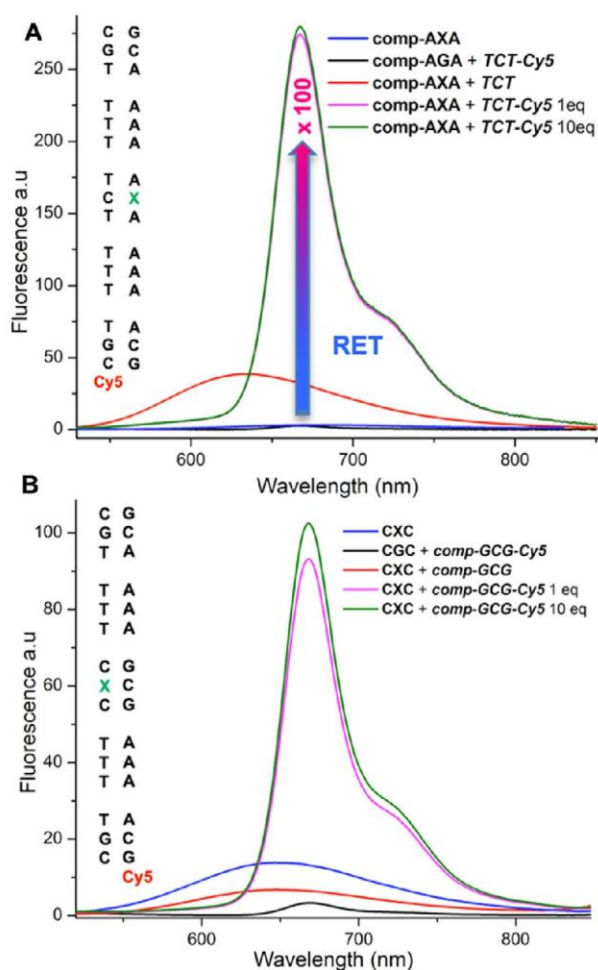 A
C G
G C
T A
T A
T A
T A
T A
C X
T A
T A
T A
T A
T A
G C
C G
Cy5
comp-AXA
comp-AGA + TCT-Cy5
comp-AXA + TCT
comp-AXA + TCT-Cy5 1eq
comp-AXA + TCT-Cy5 10eq
x 100
RET
Fluorescence a.u
250
200
150
100
50
0
600 700 800
Wavelength (nm)
B
C G
G C
T A
T A
T A
T A
C G
X C
C G
T A
T A
T A
T A
G C
C G
Cy5
CXC
CGC + comp-GCG-Cy5
CXC + comp-GCG
CXC + comp-GCG-Cy5 1 eq
CXC + comp-GCG-Cy5 10 eq
Fluorescence a.u
100
80
60
40
20
0
600 700 800
Wavelength (nm)